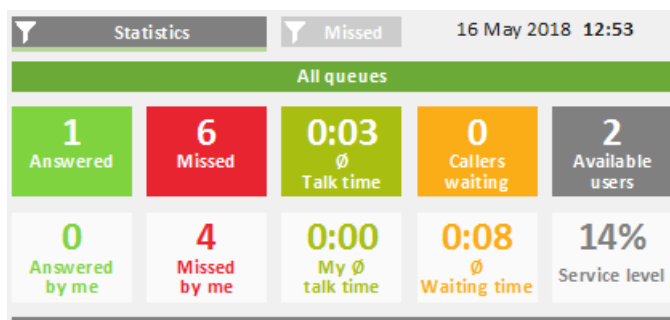 Statistics Missed 16 May 2018 12:53
All queues
1 6 0:03 0 2
Answered Missed Ø Callers Available
Talk time waiting users
0 4 0:00 0:08 14%
Answered Missed My Ø Ø Service level
by me by me talk time Waiting time